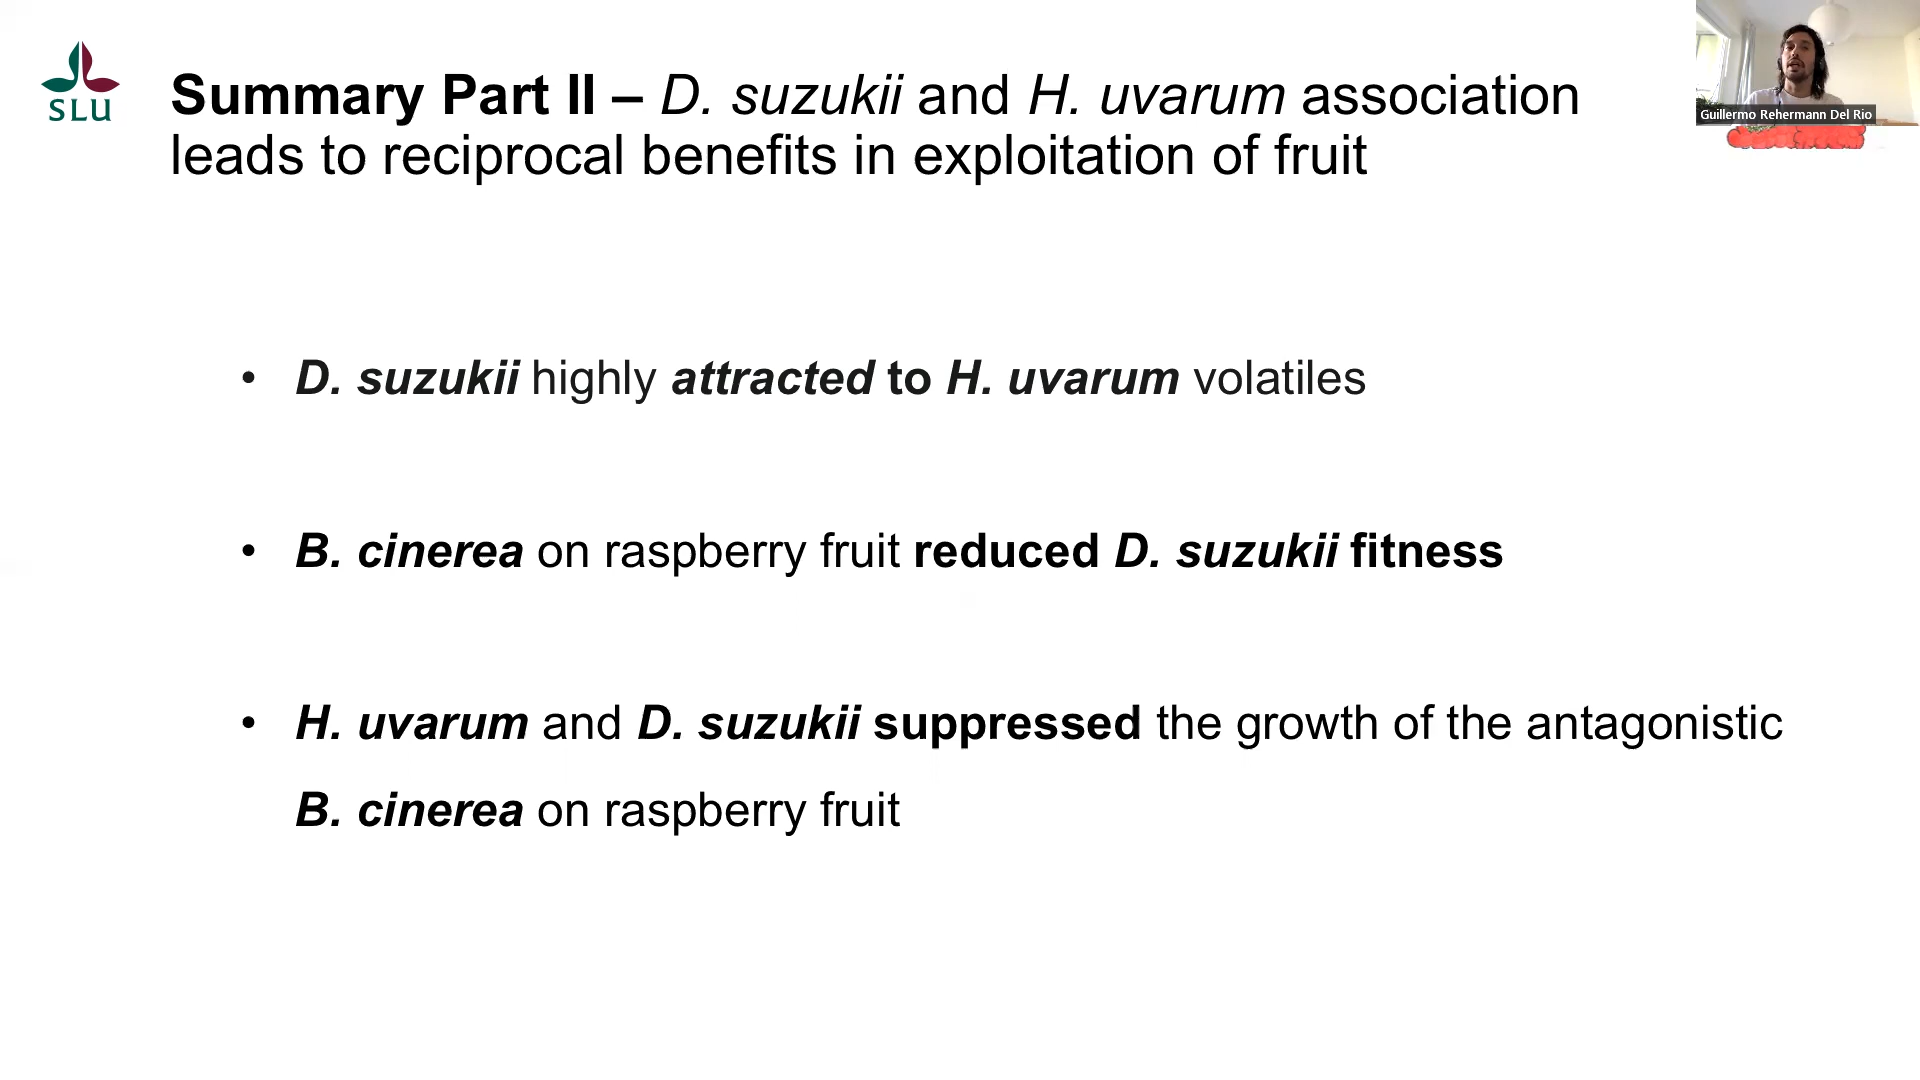 SLU
Summary Part II – D. suzukii and H. uvarum association
leads to reciprocal benefits in exploitation of fruit
Guillermo Rehermann Del Rio
• D. suzukii highly attracted to H. uvarum volatiles
• B. cinerea on raspberry fruit reduced D. suzukii fitness
• H. uvarum and D. suzukii suppressed the growth of the antagonistic
B. cinerea on raspberry fruit